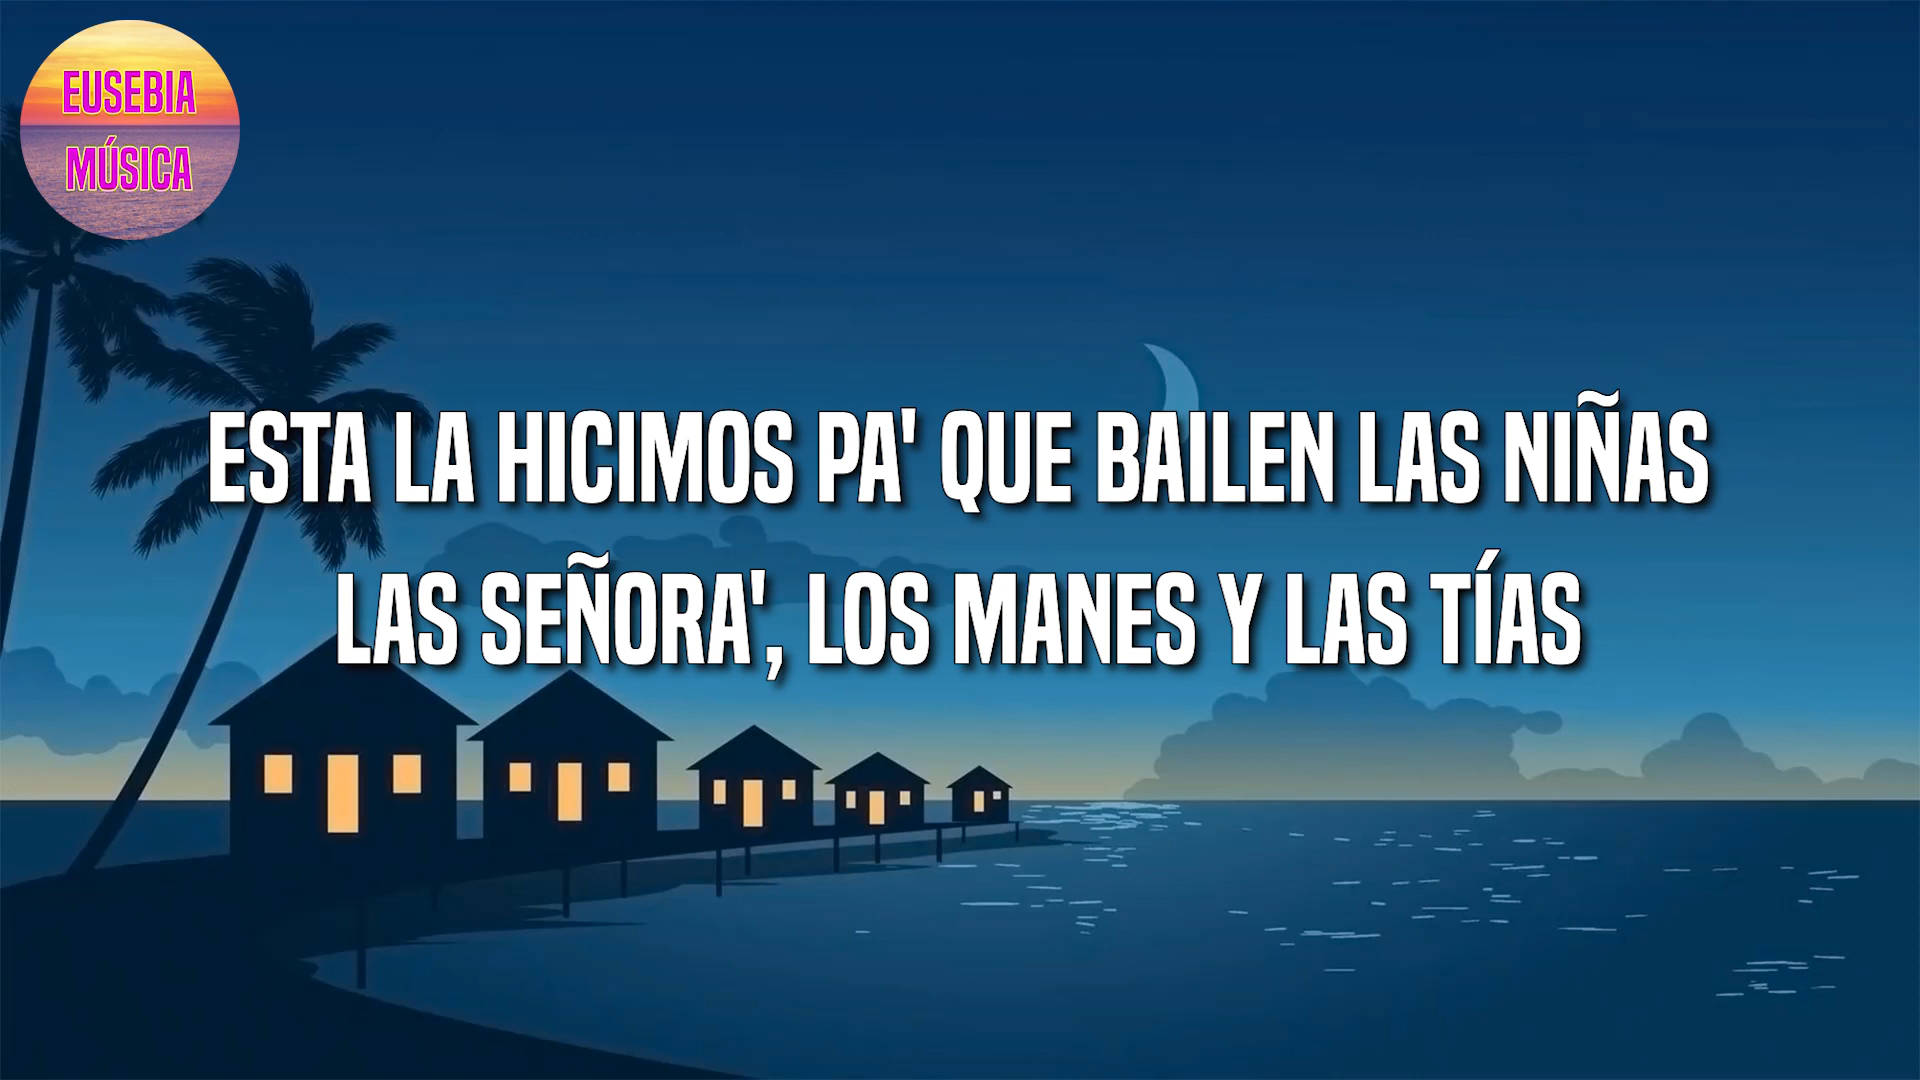 EUSEBIA
MÚSICA
ESTA LA HICIMOS PA' QUE BAILEN LAS NIÑAS
LAS SEÑORA', LOS MANES Y LAS TÍAS